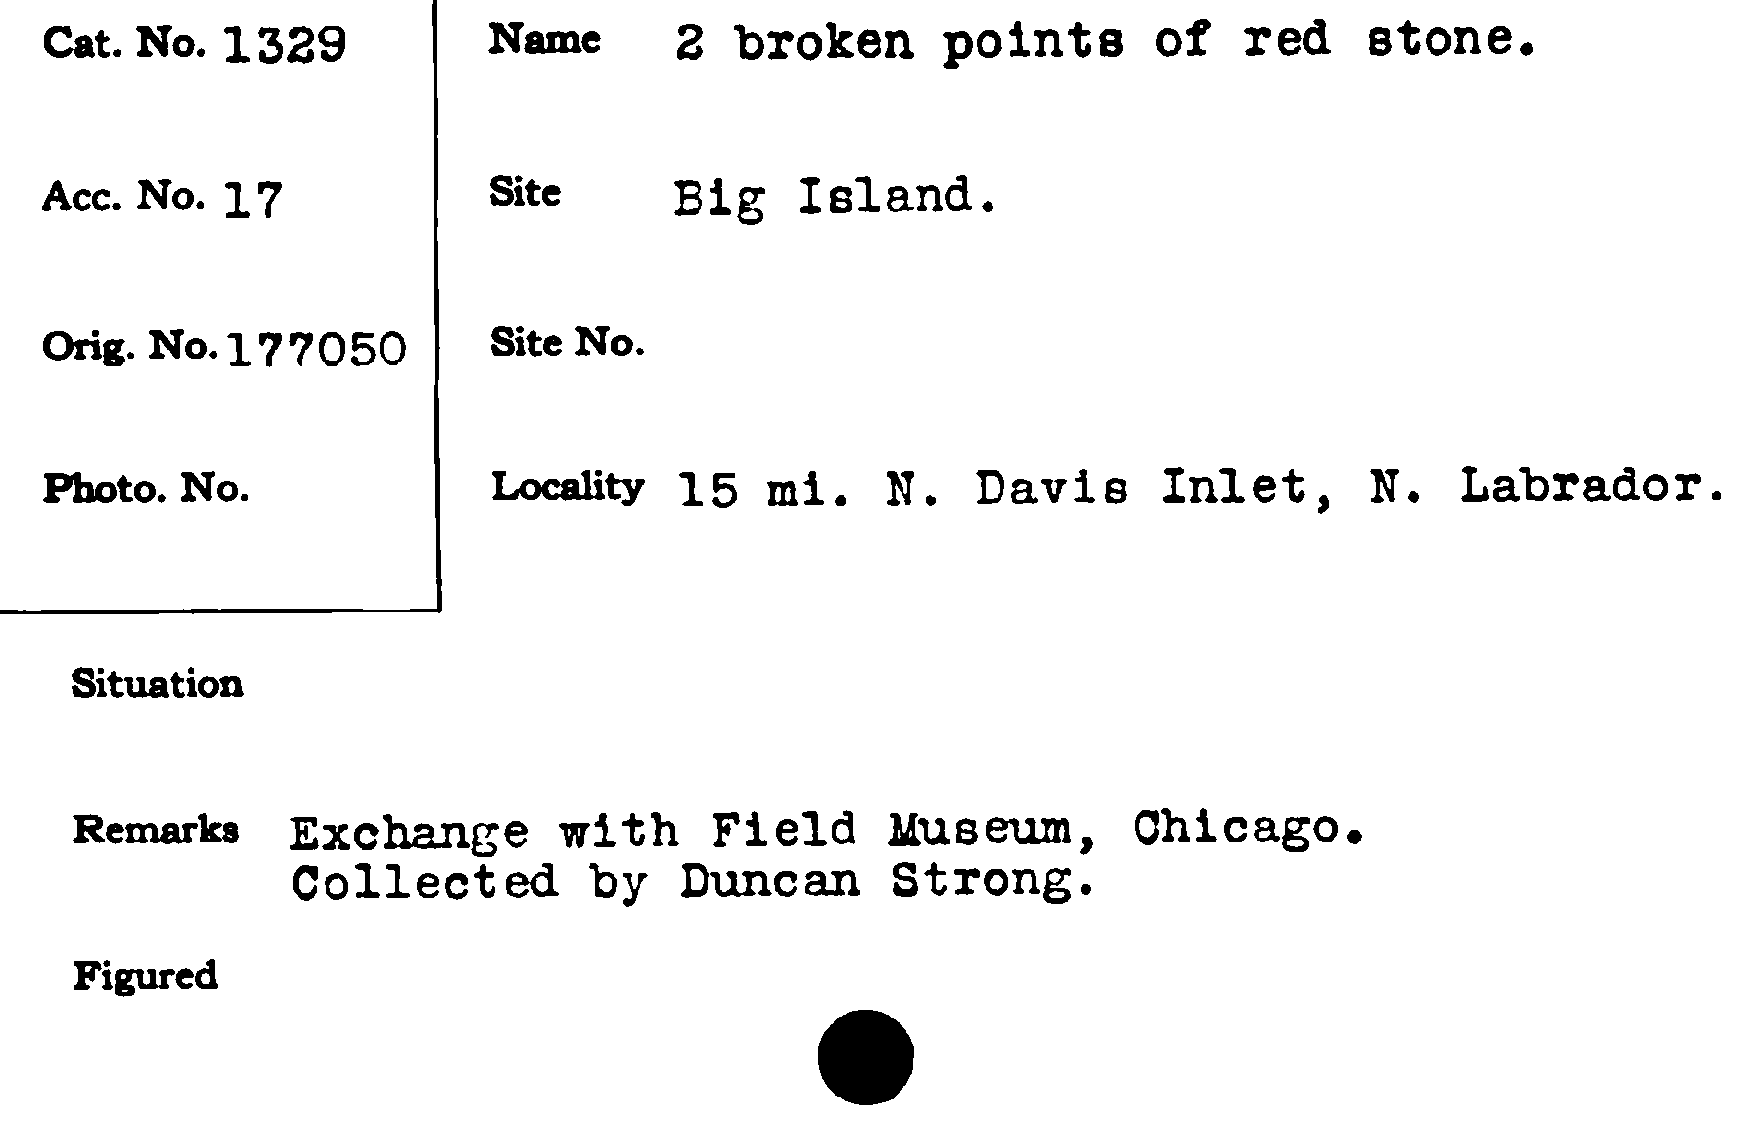 Cat. No. 1329
Name 2 broken points of red stone.
Acc. No. 17
Site Big Island.
Orig. No. 177050
Site No.
Photo. No.
Locality 15 mi. N. Davis Inlet, N. Labrador.
Situation
Remarks Exchange with Field Museum, Chicago.
Collected by Duncan Strong.
Figured